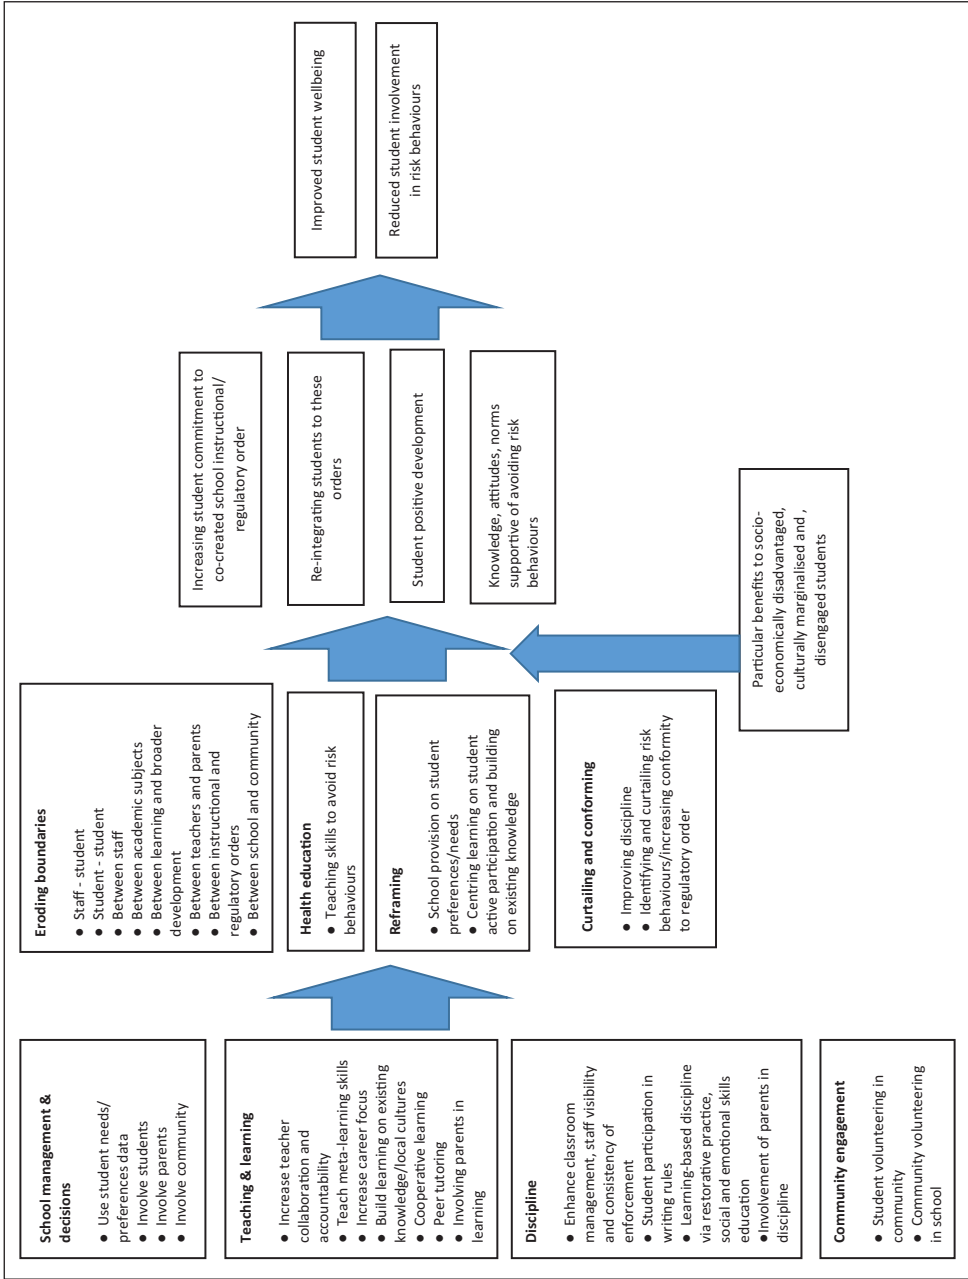 School management &
decisions
● Use student needs/
preferences data
● Involve students
● Involve parents
● Involve community
Teaching & learning
● Increase teacher
collaboration and
accountability
● Teach meta-learning skills
● Increase career focus
● Build learning on existing
knowledge/local cultures
● Cooperative learning
● Peer tutoring
● Involving parents in
learning
Discipline
● Enhance classroom
management, staff visibility
and consistency of
enforcement
● Student participation in
writing rules
● Learning-based discipline
via restorative practice,
social and emotional skills
education
●Involvement of parents in
discipline
Community engagement
● Student volunteering in
community
● Community volunteering
in school
Eroding boundaries
● Staff - student
● Student - student
● Between staff
● Between academic subjects
● Between learning and broader
development
● Between teachers and parents
● Between instructional and
regulatory orders
● Between school and community
Health education
● Teaching skills to avoid risk
behaviours
Reframing
● School provision on student
preferences/needs
● Centring learning on student
active participation and building
on existing knowledge
Curtailing and conforming
● Improving discipline
● Identifying and curtailing risk
behaviours/increasing conformity
to regulatory order
Increasing student commitment to
co-created school instructional/
regulatory order
Re-integrating students to these
orders
Student positive development
Knowledge, attitudes, norms
supportive of avoiding risk
behaviours
Particular benefits to socio-
economically disadvantaged,
culturally marginalised and ,
disengaged students
Improved student wellbeing
Reduced student involvement
in risk behaviours